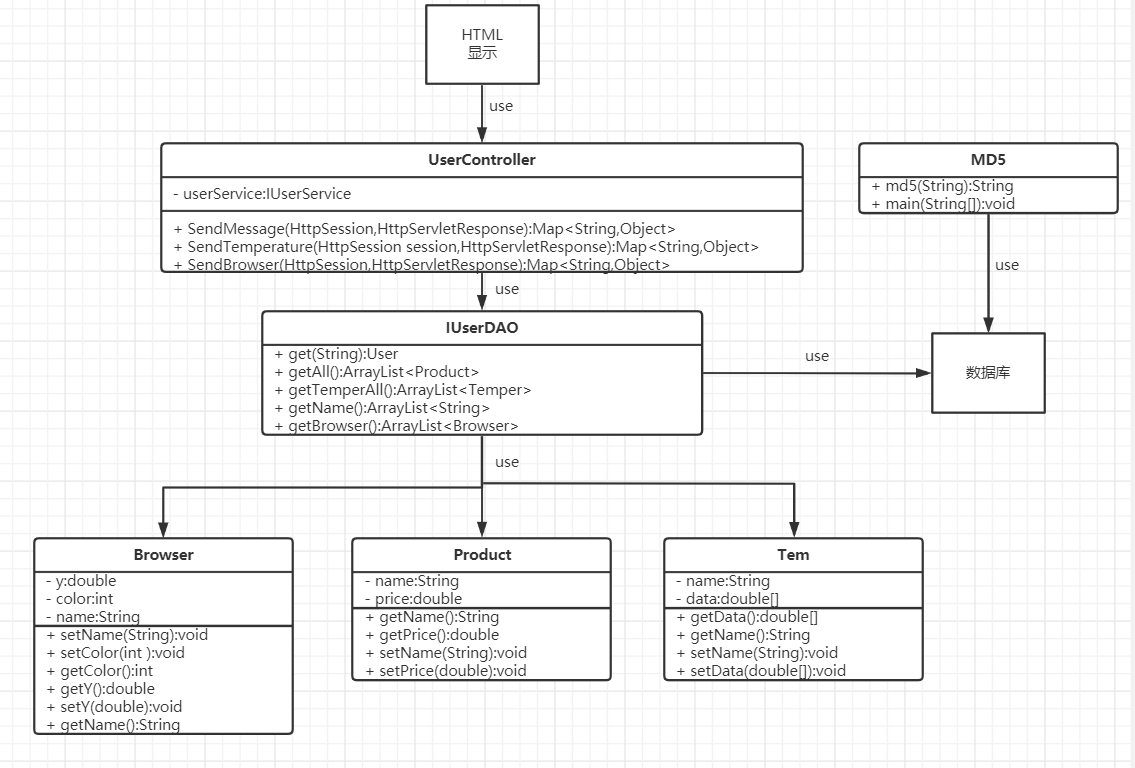 HTML
显示
use
UserController
- userService:IUserService
+ SendMessage(HttpSession,HttpServletResponse):Map<String,Object>
+ SendTemperature(HttpSession session,HttpServletResponse):Map<String,Object>
+ SendBrowser(HttpSession,HttpServletResponse):Map<String,Object>
MD5
+ md5(String):String
+ main(String[]):void
use
use
IUserDAO
+ get(String):User
+ getAll():ArrayList<Product>
+ getTemperAll():ArrayList<Temper>
+ getName():ArrayList<String>
+ getBrowser():ArrayList<Browser>
use
数据库
use
Browser
- y:double
- color:int
- name:String
+ setName(String):void
+ setColor(int ):void
+ getColor():int
+ getY():double
+ setY(double):void
+ getName():String
Product
- name:String
- price:double
+ getName():String
+ getPrice():double
+ setName(String):void
+ setPrice(double):void
Tem
- name:String
- data:double[]
+ getData():double[]
+ getName():String
+ setName(String):void
+ setData(double[]):void